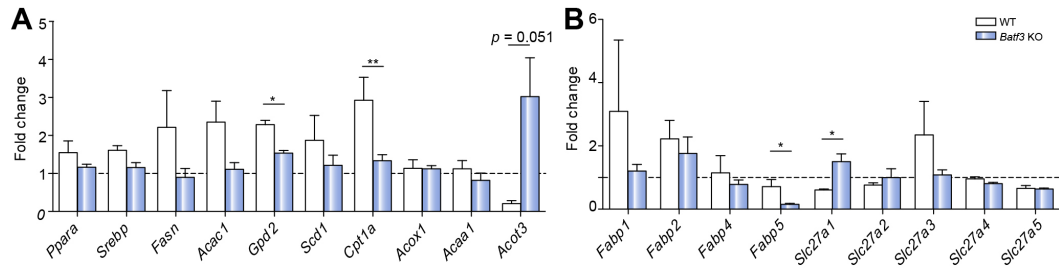 A
Fold change
5
4
3
2
1
0
*
**
p = 0.051
Ppara
Srebp
Fasn
Acac1
Gpd2
Scd1
Cpt1a
Acox1
Acaa1
Acot3
B
Fold change
6
4
2
0
*
*
WT
Batf3 KO
Fabp1
Fabp2
Fabp4
Fabp5
Slc27a1
Slc27a2
Slc27a3
Slc27a4
Slc27a5